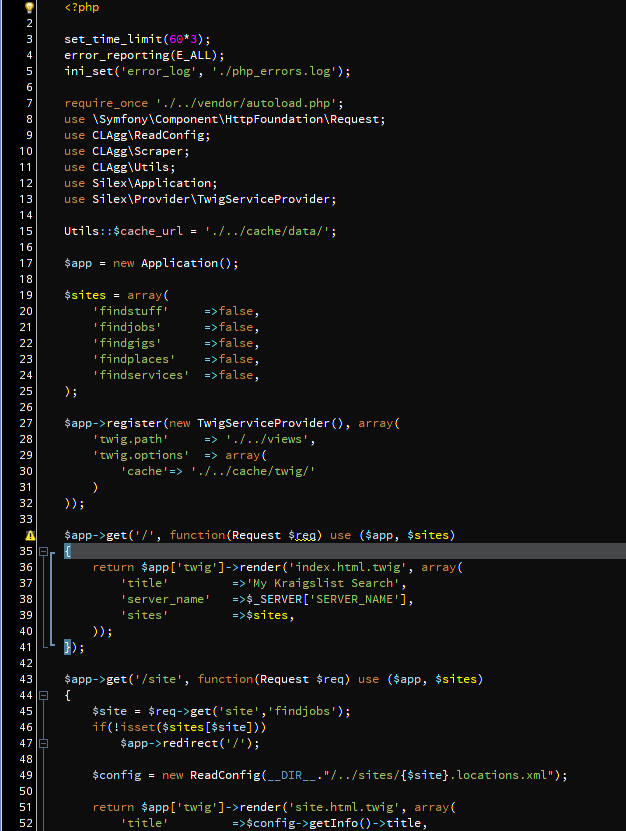 <?php
2
3 set_time_limit(60*3);
4 error_reporting(E_ALL);
5 ini_set('error_log', './php_errors.log');
6
7 require_once './../vendor/autoload.php';
8 use \Symfony\Component\HttpFoundation\Request;
9 use CLAgg\ReadConfig;
10 use CLAgg\Scraper;
11 use CLAgg\Utils;
12 use Silex\Application;
13 use Silex\Provider\TwigServiceProvider;
14
15 Utils::$cache_url = './../cache/data/';
16
17 $app = new Application();
18
19 $sites = array(
20 'findstuff' =>false,
21 'findjobs' =>false,
22 'findgigs' =>false,
23 'findplaces' =>false,
24 'findservices' =>false,
25 );
26
27 $app->register(new TwigServiceProvider(), array(
28 'twig.path' => './../views',
29 'twig.options' => array(
30 'cache'=> './../cache/twig/'
31 )
32 ));
33
$app->get('/', function(Request $req) use ($app, $sites)
35 {
36 return $app['twig']->render('index.html.twig', array(
37 'title' =>'My Kraigslist Search',
38 'server_name' =>$_SERVER['SERVER_NAME'],
39 'sites' =>$sites,
40 ));
41 });
42
43 $app->get('/site', function(Request $req) use ($app, $sites)
44 {
45 $site = $req->get('site','findjobs');
46 if(!isset($sites[$site]))
47 $app->redirect('/');
48
49 $config = new ReadConfig(__DIR__."/../sites/{$site}.locations.xml");
50
51 return $app['twig']->render('site.html.twig', array(
52 'title' =>$config->getInfo()->title,